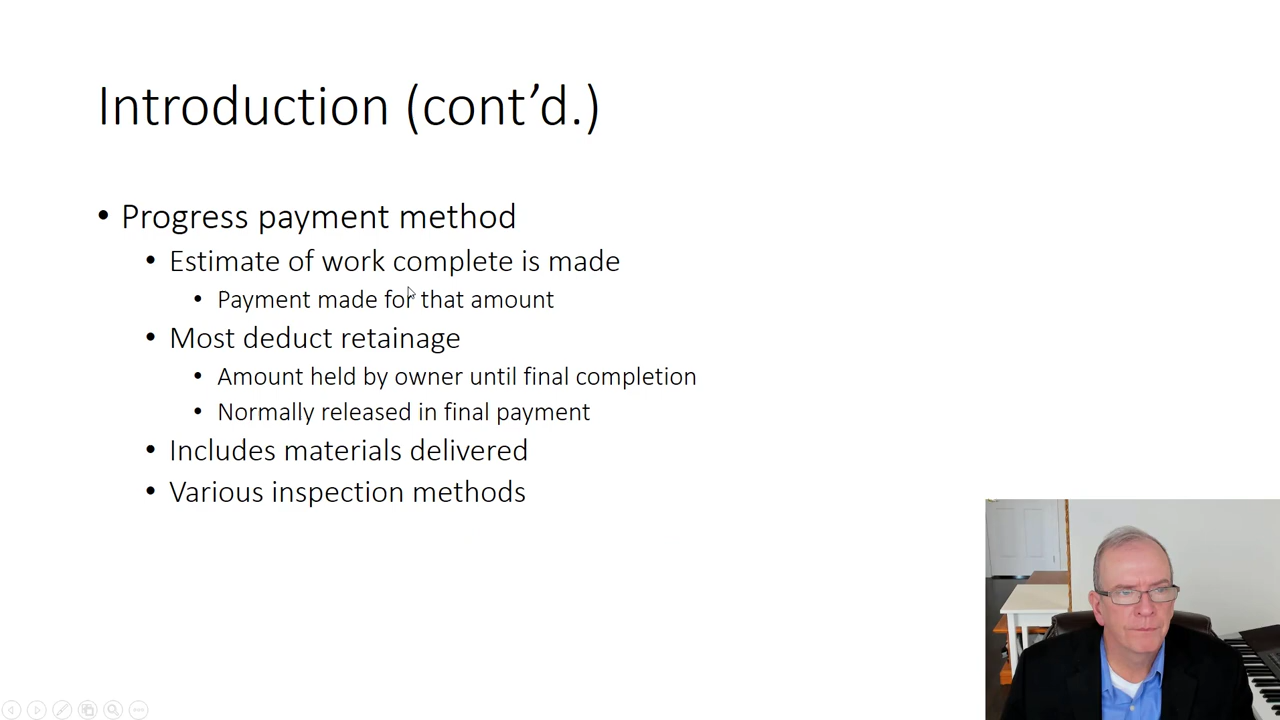 Introduction (cont’d.)
• Progress payment method
• Estimate of work complete is made
• Payment made for that amount
• Most deduct retainage
• Amount held by owner until final completion
• Normally released in final payment
• Includes materials delivered
• Various inspection methods